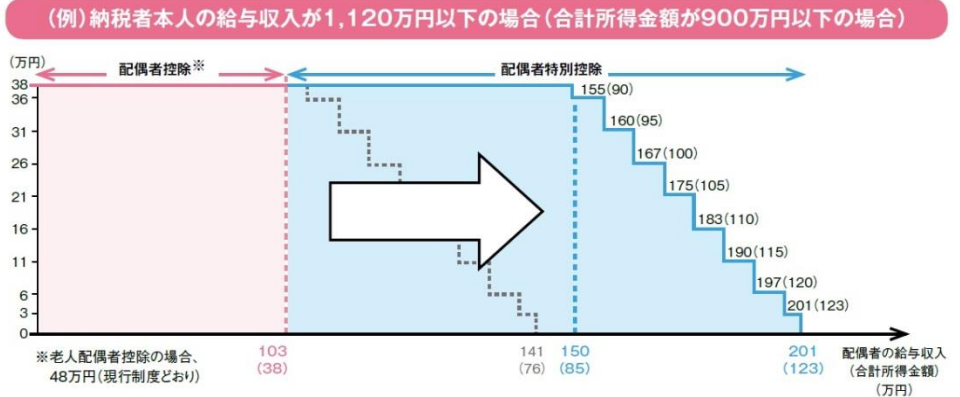 (例)納税者本人の給与収入が1,120万円以下の場合(合計所得金額が900万円以下の場合)
(万円)
配偶者控除※
配偶者特別控除
38
36
31
26
21
16
11
6
3
0
155(90)
160(95)
167(100)
175(105)
183(110)
190(115)
197(120)
201(123)
※老人配偶者控除の場合、
48万円(現行制度どおり)
103
(38)
141
(76)
150
(85)
201
(123)
配偶者の給与収入
(合計所得金額)
(万円)